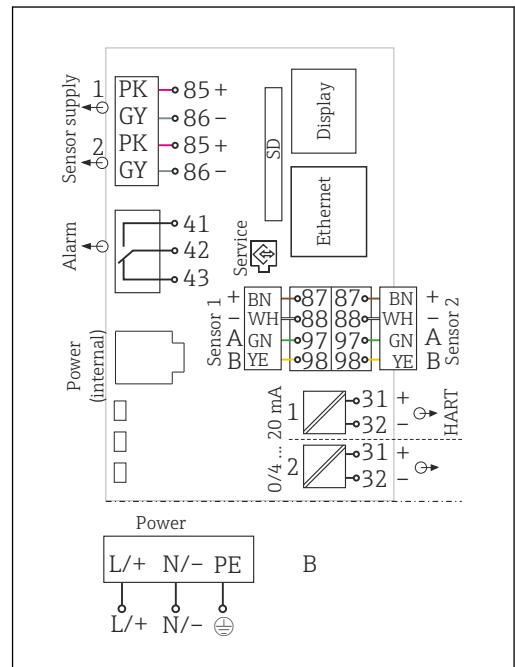 Sensor supply
1 PK 85 +
GY 86 -
2 PK 85 +
GY 86 -
Display
SD
Ethernet
Alarm
41
42
43
Service
Sensor 1
+ BN 87 87 BN +
- WH 88 88 WH -
A GN 97 97 GN A
B YE 98 98 YE B
Sensor 2
Power
(internal)
0/4 ... 20 mA
1 31 +
32 -
HART
2 31 +
32 -
Power
L/+ N/- PE
B
L/+ N/-